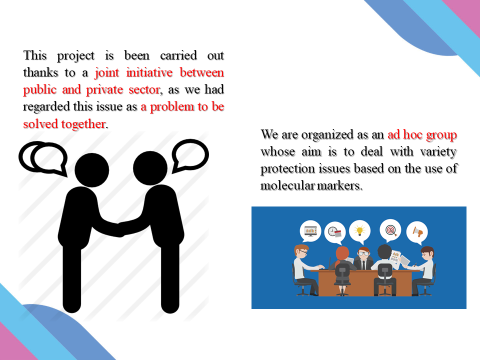 This project is been carried out
thanks to a joint initiative between
public and private sector, as we had
regarded this issue as a problem to be
solved together.
We are organized as an ad hoc group
whose aim is to deal with variety
protection issues based on the use of
molecular markers.